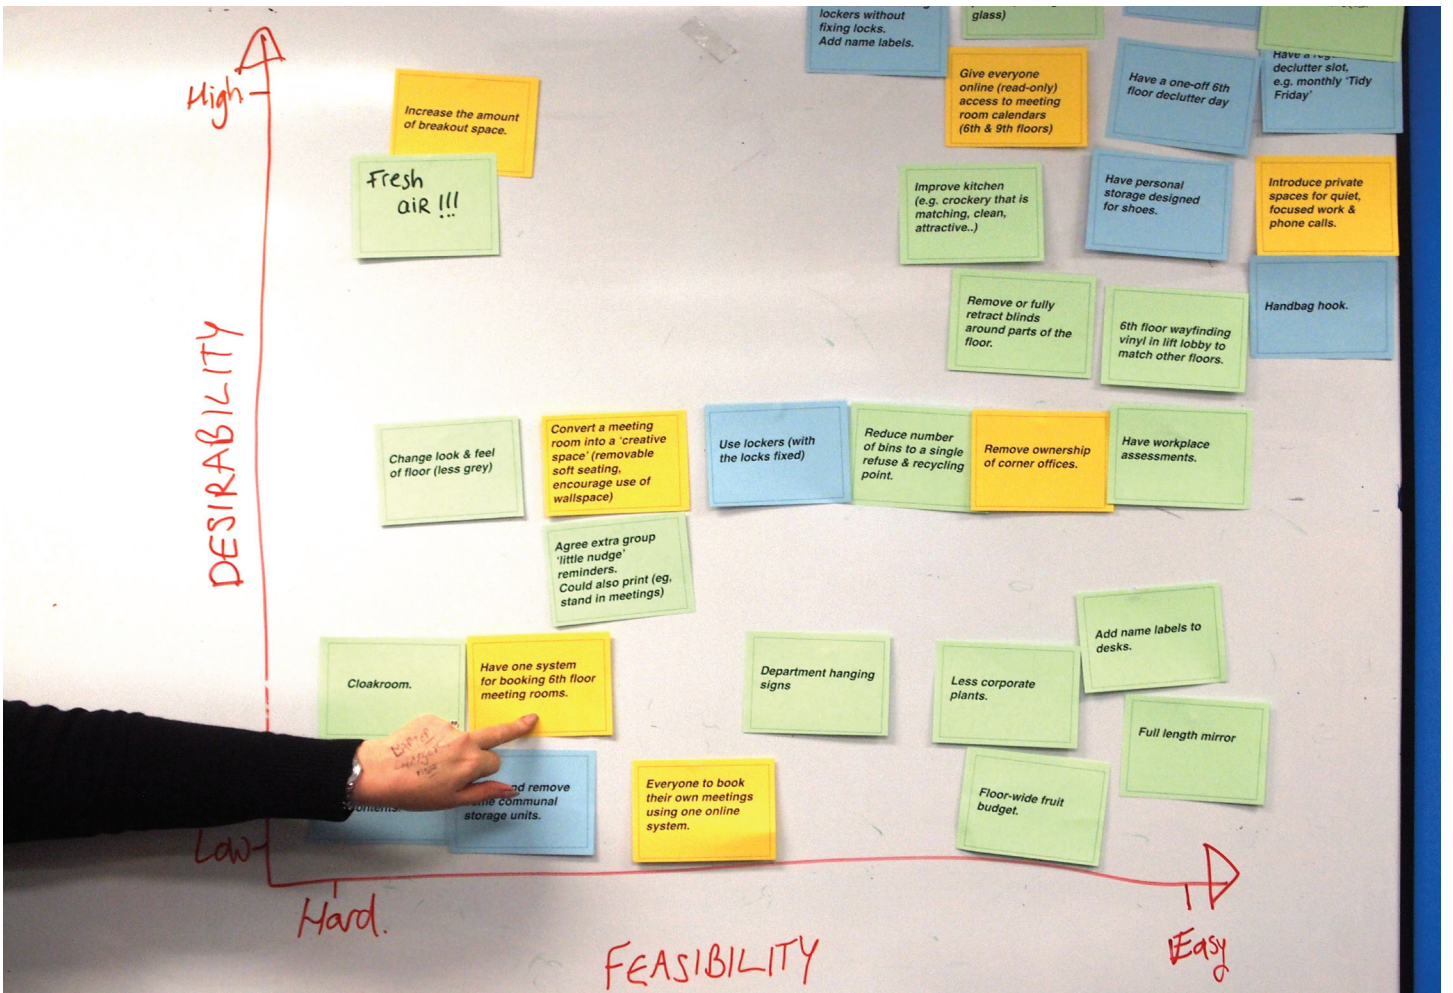 lockers without
fixing locks.
Add name labels.
glass)
High
Increase the amount
of breakout space.
Give everyone
online (read-only)
access to meeting
room calendars
(6th & 9th floors)
Have a one-off 6th
floor declutter day
Have a
declutter slot,
e.g. monthly 'Tidy
Friday'
Fresh
aiR !!!
Improve kitchen
(e.g. crockery that is
matching, clean,
attractive..)
Have personal
storage designed
for shoes.
Introduce private
spaces for quiet,
focused work &
phone calls.
Remove or fully
retract blinds
around parts of the
floor.
6th floor wayfinding
vinyl in lift lobby to
match other floors.
Handbag hook.
DESIRABILITY
Change look & feel
of floor (less grey)
Convert a meeting
room into a 'creative
space' (removable
soft seating,
encourage use of
wallspace)
Use lockers (with
the locks fixed)
Reduce number
of bins to a single
refuse & recycling
point.
Remove ownership
of corner offices.
Have workplace
assessments.
Agree extra group
'little nudge'
reminders.
Could also print (eg,
stand in meetings)
Cloakroom.
Have one system
for booking 6th floor
meeting rooms.
Department hanging
signs
Less corporate
plants.
Add name labels to
desks.
Full length mirror
contents.
remove
communal
storage units.
Everyone to book
their own meetings
using one online
system.
Floor-wide fruit
budget.
Low
Hard.
Easy
FEASIBILITY